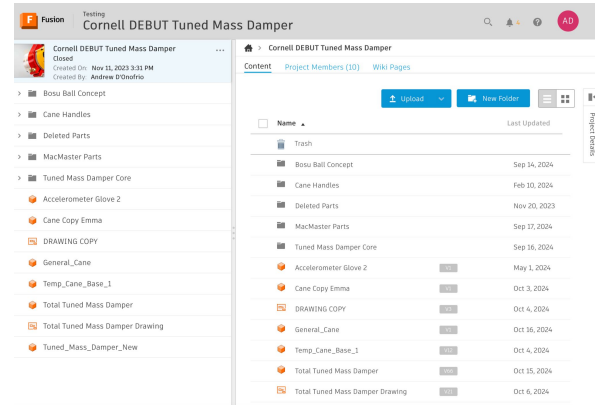 F Fusion
Testing
Cornell DEBUT Tuned Mass Damper
AD
Cornell DEBUT Tuned Mass Damper
Closed
Created On: Nov 11, 2023 3:31 PM
Created By: Andrew D'Onofrio
Bosu Ball Concept
Cane Handles
Deleted Parts
MacMaster Parts
Tuned Mass Damper Core
Accelerometer Glove 2
Cane Copy Emma
DRAWING COPY
General_Cane
Temp_Cane_Base_1
Total Tuned Mass Damper
Total Tuned Mass Damper Drawing
Tuned_Mass_Damper_New
> Cornell DEBUT Tuned Mass Damper
Content Project Members (10) Wiki Pages
Upload New Folder
Project Details
Name Last Updated
Trash
Bosu Ball Concept Sep 14, 2024
Cane Handles Feb 10, 2024
Deleted Parts Nov 20, 2023
MacMaster Parts Sep 17, 2024
Tuned Mass Damper Core Sep 16, 2024
Accelerometer Glove 2 May 1, 2024
Cane Copy Emma Oct 3, 2024
DRAWING COPY Oct 4, 2024
General_Cane Oct 16, 2024
Temp_Cane_Base_1 Oct 4, 2024
Total Tuned Mass Damper Oct 15, 2024
Total Tuned Mass Damper Drawing Oct 6, 2024